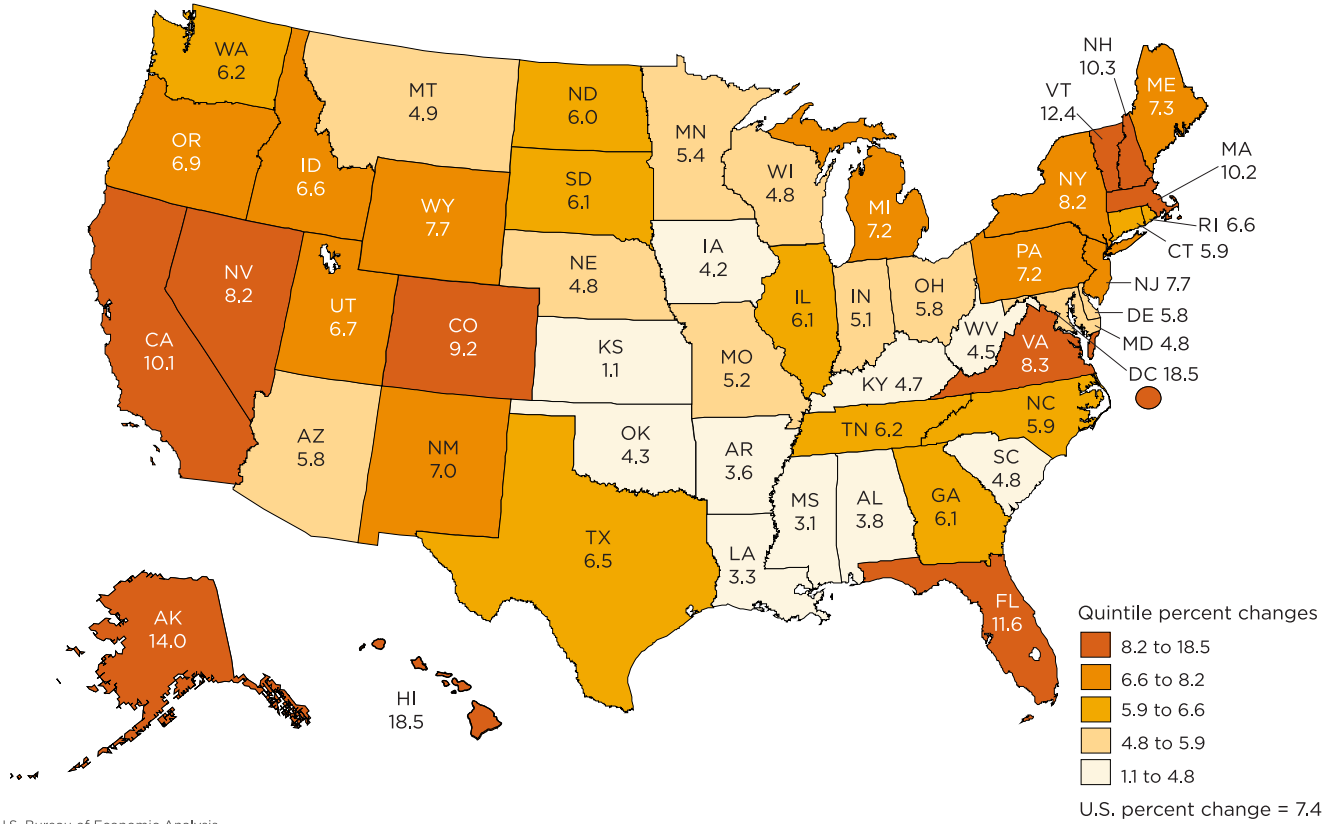 WA
6.2
OR
6.9
CA
10.1
NV
8.2
ID
6.6
MT
4.9
WY
7.7
UT
6.7
CO
9.2
AZ
5.8
NM
7.0
ND
6.0
SD
6.1
NE
4.8
KS
1.1
OK
4.3
TX
6.5
MN
5.4
IA
4.2
MO
5.2
AR
3.6
LA
3.3
WI
4.8
IL
6.1
MI
7.2
IN
5.1
OH
5.8
KY 4.7
TN 6.2
MS
3.1
AL
3.8
GA
6.1
FL
11.6
SC
4.8
NC
5.9
VA
8.3
WV
4.5
PA
7.2
NY
8.2
VT
12.4
NH
10.3
ME
7.3
MA
10.2
RI 6.6
CT 5.9
NJ 7.7
DE 5.8
MD 4.8
DC 18.5
AK
14.0
HI
18.5
Quintile percent changes
8.2 to 18.5
6.6 to 8.2
5.9 to 6.6
4.8 to 5.9
1.1 to 4.8
U.S. percent change = 7.4